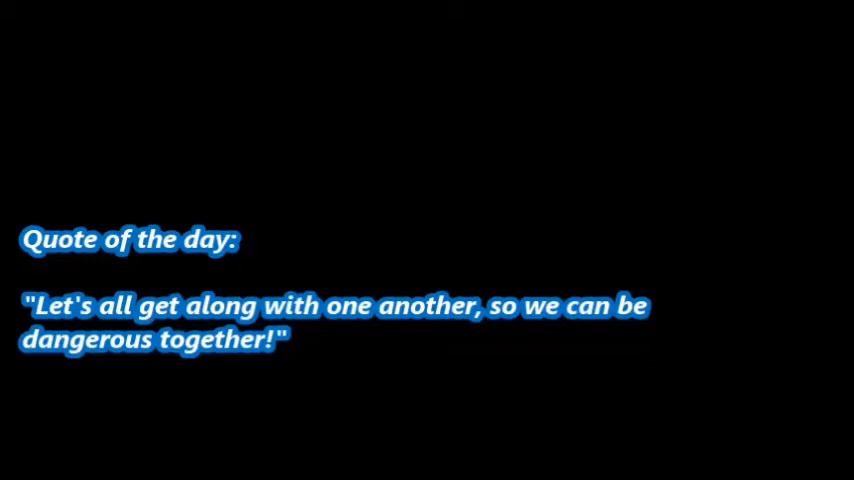 Quote of the day:
"Let's all get along with one another, so we can be
dangerous together!"